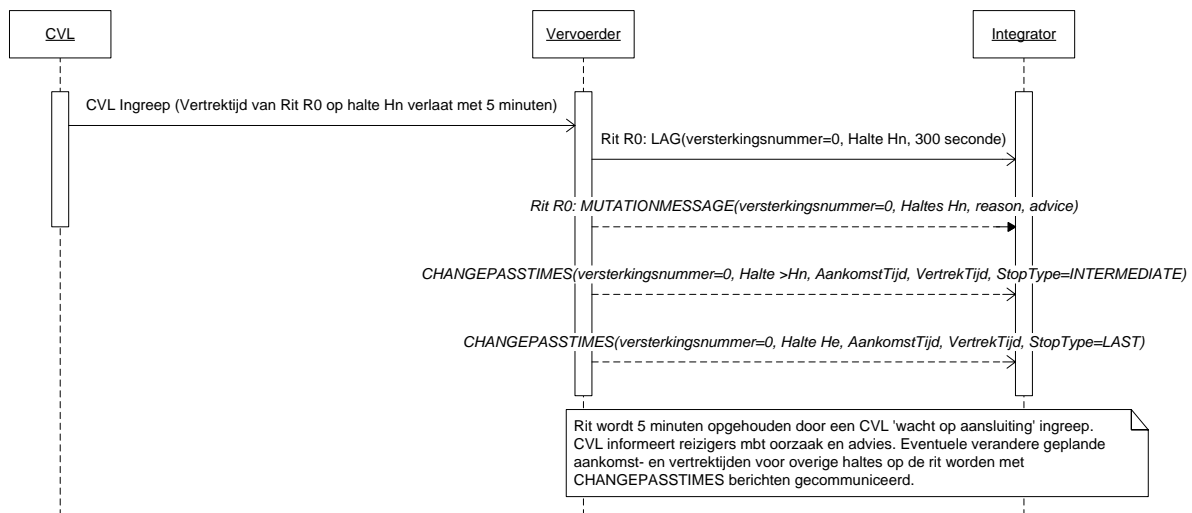 CVL
Vervoerder
Integrator
CVL Ingreep (Vertrektijd van Rit R0 op halte Hn verlaat met 5 minuten)
Rit R0: LAG(versterkingsnummer=0, Halte Hn, 300 seconde)
Rit R0: MUTATIONMESSAGE(versterkingsnummer=0, Haltes Hn, reason, advice)
CHANGEPASSTIMES(versterkingsnummer=0, Halte >Hn, AankomstTijd, VertrekTijd, StopType=INTERMEDIATE)
CHANGEPASSTIMES(versterkingsnummer=0, Halte He, AankomstTijd, VertrekTijd, StopType=LAST)
Rit wordt 5 minuten opgehouden door een CVL 'wacht op aansluiting' ingreep.
CVL informeert reizigers mbt oorzaak en advies. Eventuele verandere geplande
aankomst- en vertrektijden voor overige haltes op de rit worden met
CHANGEPASSTIMES berichten gecommuniceerd.